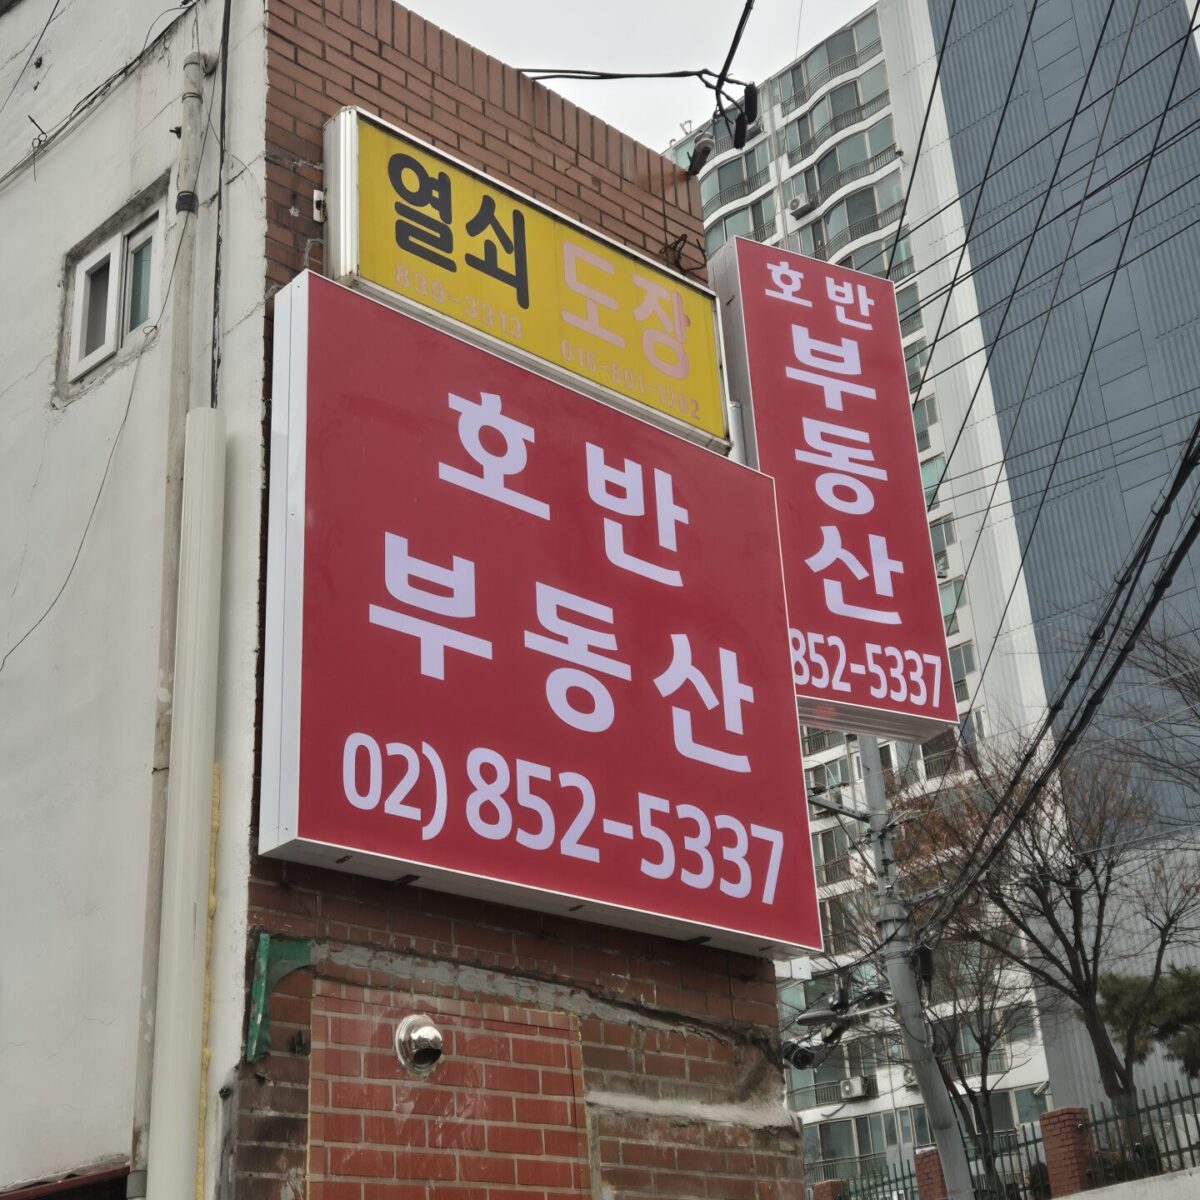 열쇠 도장
839-3313
016-801-1302
호반
부동산
02) 852-5337
호반
부동산
852-5337